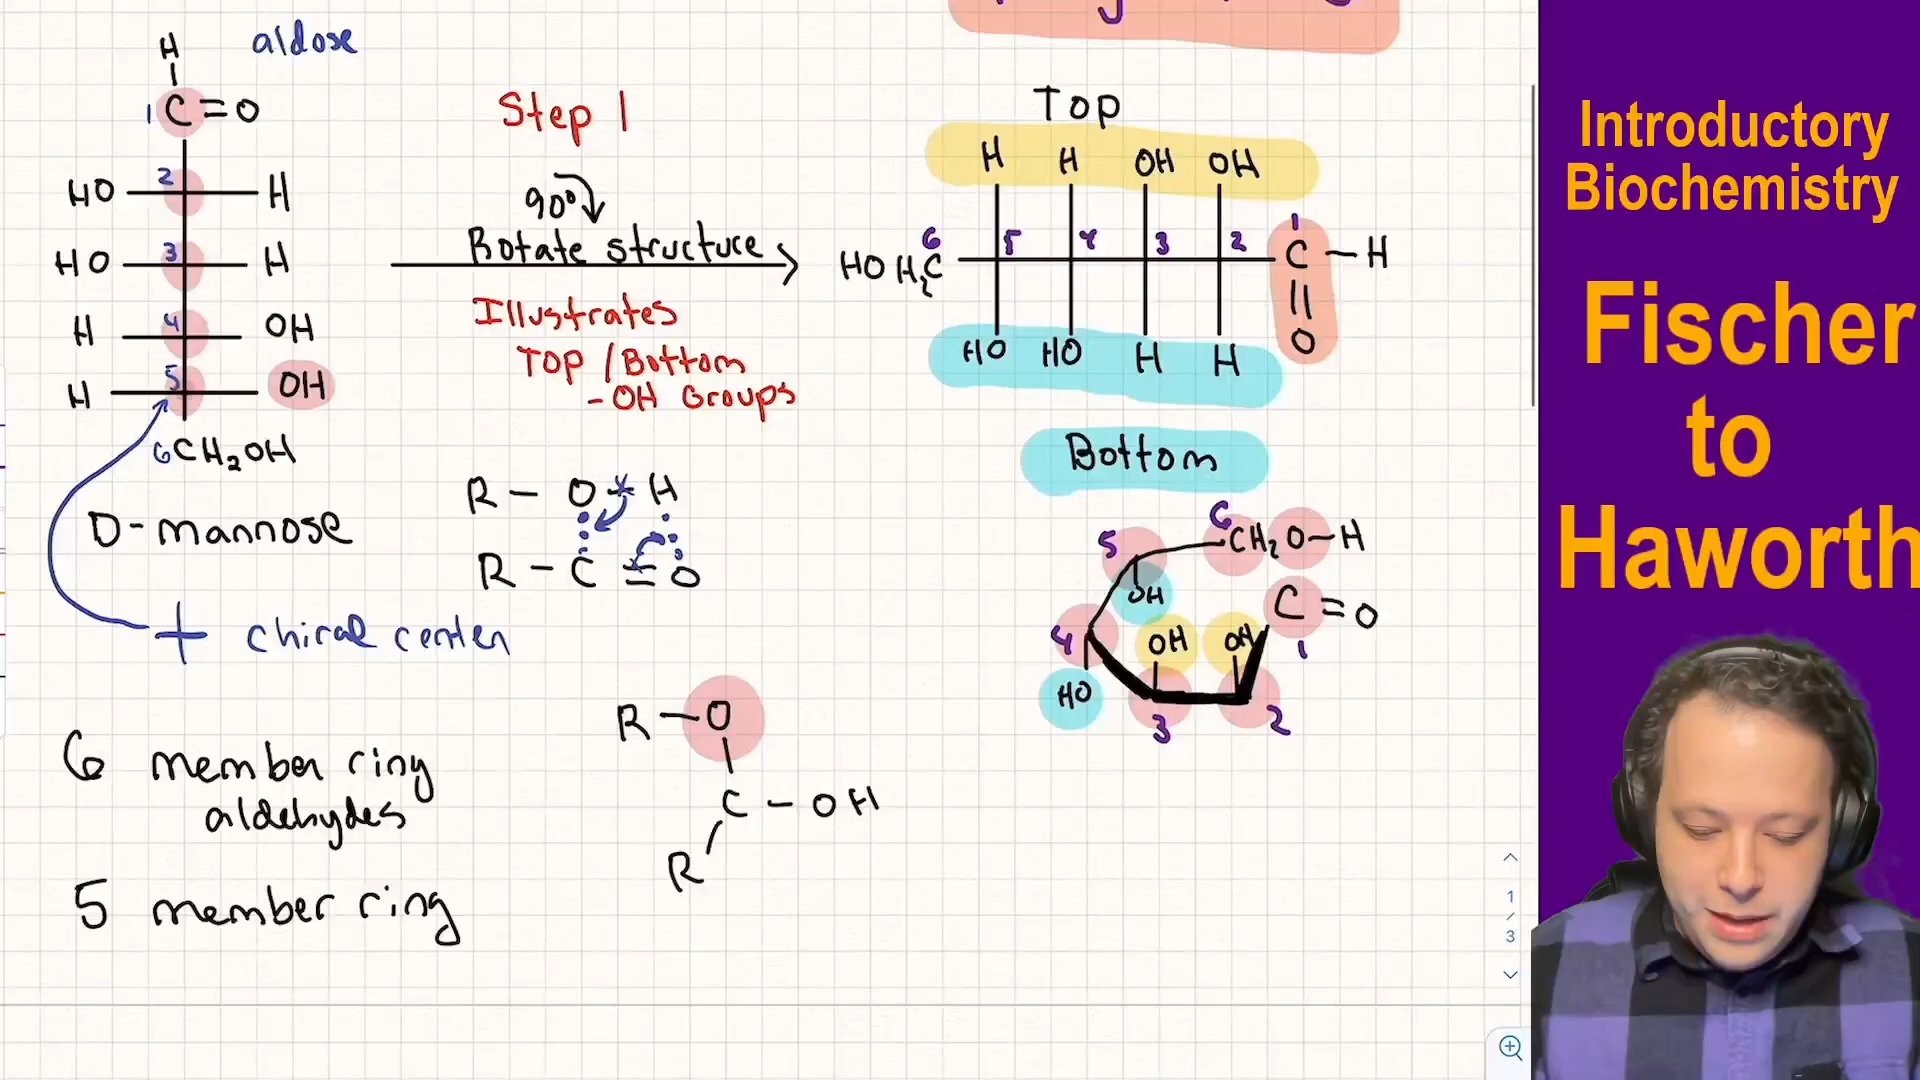 H
aldose
1 C = O
HO 2 H
HO 3 H
H 4 OH
H 5 OH
6 CH₂OH
D-mannose
chiral center
6 member ring
aldehydes
5 member ring
Step 1
90°
Rotate structure
Illustrates
TOP / Bottom
-OH Groups
R - O H
R - C = O
R - O
C - OH
R
Top
H H OH OH
HOH₂C 6 5 4 3 2 1 C - H
O
HO HO H H
Bottom
5 6 CH₂O-H
OH C = O
4 OH OH 1
HO
3 2
1
/
3
Introductory
Biochemistry
Fischer
to
Haworth